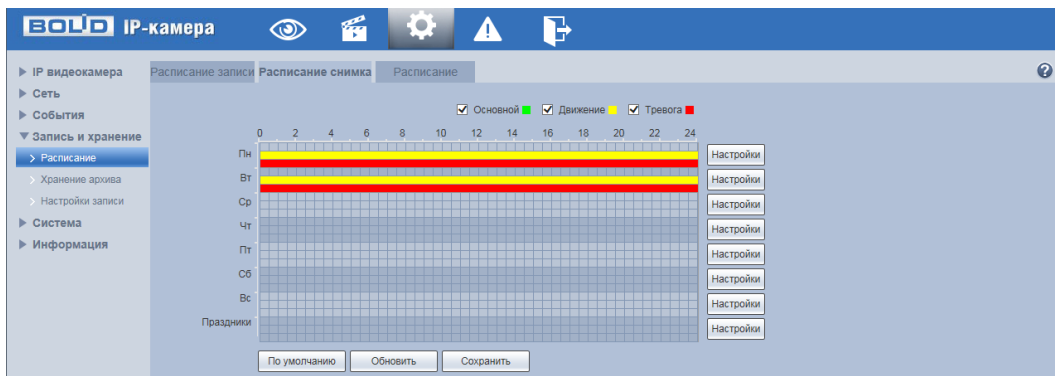 BOLID IP-камера
IP видеокамера
Сеть
События
Запись и хранение
Расписание
Хранение архива
Настройки записи
Система
Информация
Расписание записи Расписание снимка Расписание
?
Основной Движение Тревога
0 2 4 6 8 10 12 14 16 18 20 22 24
Пн Настройки
Вт Настройки
Ср Настройки
Чт Настройки
Пт Настройки
Сб Настройки
Вс Настройки
Праздники Настройки
По умолчанию Обновить Сохранить